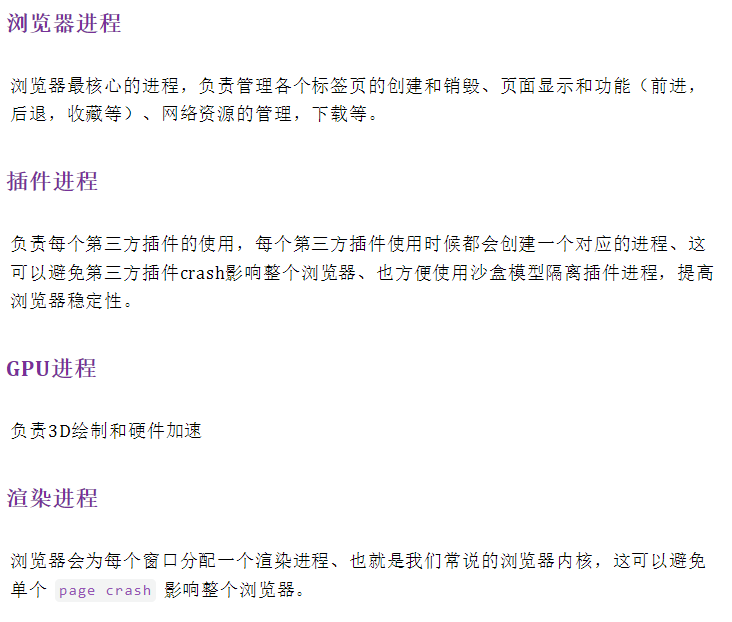 浏览器进程
浏览器最核心的进程，负责管理各个标签页的创建和销毁、页面显示和功能（前进，
后退，收藏等）、网络资源的管理，下载等。
插件进程
负责每个第三方插件的使用，每个第三方插件使用时候都会创建一个对应的进程、这
可以避免第三方插件crash影响整个浏览器、也方便使用沙盒模型隔离插件进程，提高
浏览器稳定性。
GPU进程
负责3D绘制和硬件加速
渲染进程
浏览器会为每个窗口分配一个渲染进程、也就是我们常说的浏览器内核，这可以避免
单个 page crash 影响整个浏览器。